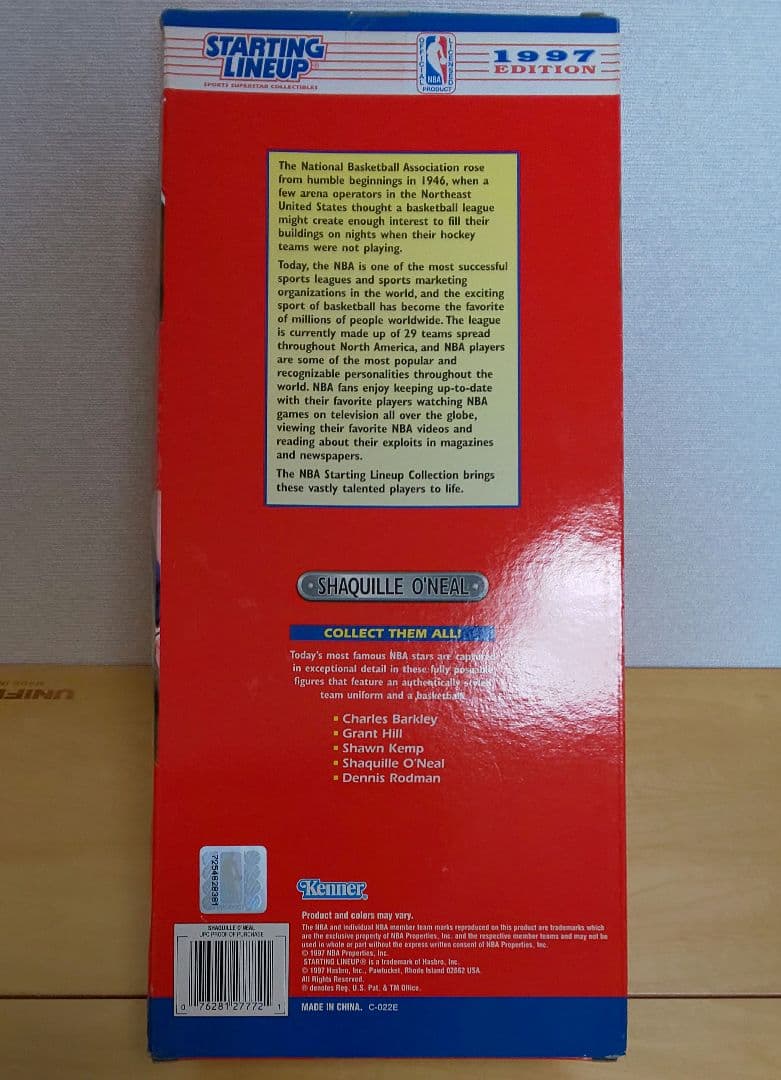 STARTING
LINEUP®
SPORTS SUPERSTAR COLLECTIBLES
OFFICIAL LICENSED
NBA
PRODUCT
1997
EDITION
The National Basketball Association rose
from humble beginnings in 1946, when a
few arena operators in the Northeast
United States thought a basketball league
might create enough interest to fill their
buildings on nights when their hockey
teams were not playing.
Today, the NBA is one of the most successful
sports leagues and sports marketing
organizations in the world, and the exciting
sport of basketball has become the favorite
of millions of people worldwide. The league
is currently made up of 29 teams spread
throughout North America, and NBA players
are some of the most popular and
recognizable personalities throughout the
world. NBA fans enjoy keeping up-to-date
with their favorite players watching NBA
games on television all over the globe,
viewing their favorite NBA videos and
reading about their exploits in magazines
and newspapers.
The NBA Starting Lineup Collection brings
these vastly talented players to life.
SHAQUILLE O'NEAL
COLLECT THEM ALL!
Today's most famous NBA stars are captured
in exceptional detail in these fully poseable
figures that feature an authentically styled
team uniform and a basketball.
▪ Charles Barkley
▪ Grant Hill
▪ Shawn Kemp
▪ Shaquille O'Neal
▪ Dennis Rodman
Kenner®
Product and colors may vary.
The NBA and individual NBA member team marks reproduced on this product are trademarks which
are the exclusive property of NBA Properties, Inc. and the respective member teams and may not be
used in whole or part without the express written consent of NBA Properties, Inc.
© 1997 NBA Properties, Inc.
STARTING LINEUP® is a trademark of Hasbro, Inc.
© 1997 Hasbro, Inc., Pawtucket, Rhode Island 02862 USA
All Rights Reserved.
® denotes Reg. U.S. Pat. & TM Office.
MADE IN CHINA. C-022E
SHAQUILLE O'NEAL
UPC PROOF OF PURCHASE
0 76281 27772 1